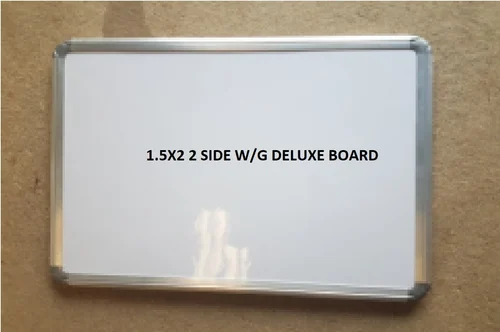 1.5X2 2 SIDE W/G DELUXE BOARD